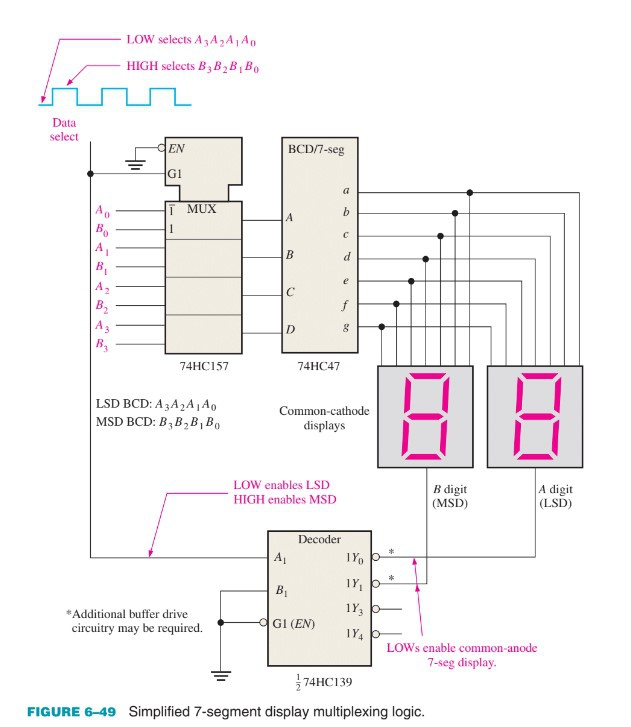 LOW selects A3A2A1A0
HIGH selects B3B2B1B0
Data
select
EN
G1
BCD/7-seg
MUX
1̅
1
A0
B0
A1
B1
A2
B2
A3
B3
A
B
C
D
a
b
c
d
e
f
g
74HC157
74HC47
LSD BCD: A3A2A1A0
MSD BCD: B3B2B1B0
Common-cathode
displays
B digit
(MSD)
A digit
(LSD)
LOW enables LSD
HIGH enables MSD
Decoder
A1
B1
G1 (EN)
1Y0
1Y1
1Y3
1Y4
*
*
*Additional buffer drive
circuitry may be required.
LOWs enable common-anode
7-seg display.
½ 74HC139
FIGURE 6–49 Simplified 7-segment display multiplexing logic.